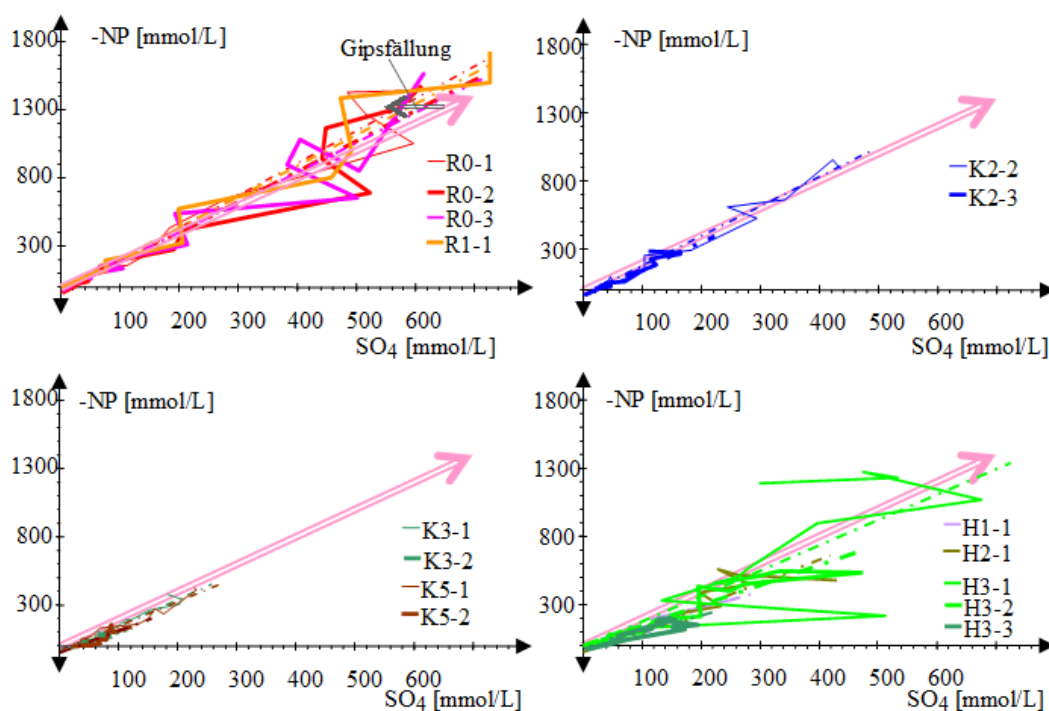 -NP [mmol/L]
1800
1300
800
300
Gipsfällung
R0-1
R0-2
R0-3
R1-1
100 200 300 400 500 600
SO4 [mmol/L]
-NP [mmol/L]
1800
1300
800
300
K2-2
K2-3
100 200 300 400 500 600
SO4 [mmol/L]
-NP [mmol/L]
1800
1300
800
300
K3-1
K3-2
K5-1
K5-2
100 200 300 400 500 600
SO4 [mmol/L]
-NP [mmol/L]
1800
1300
800
300
H1-1
H2-1
H3-1
H3-2
H3-3
100 200 300 400 500 600
SO4 [mmol/L]